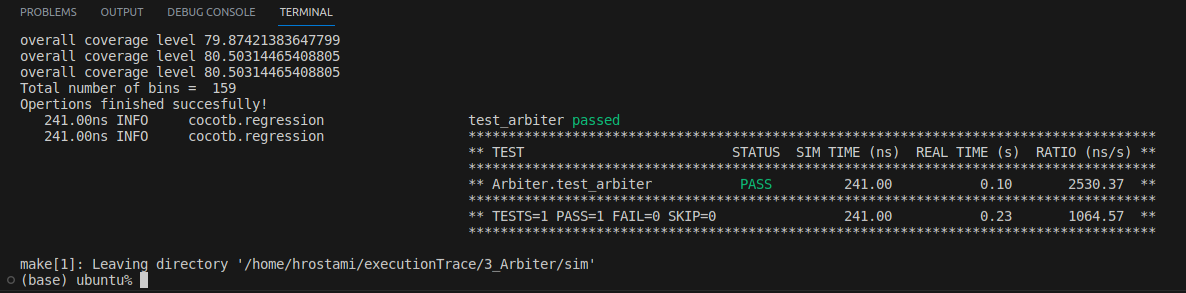 PROBLEMS OUTPUT DEBUG CONSOLE TERMINAL
overall coverage level 79.87421383647799
overall coverage level 80.50314465408805
overall coverage level 80.50314465408805
Total number of bins =  159
Opertions finished succesfully!
   241.00ns INFO     cocotb.regression                  test_arbiter passed
   241.00ns INFO     cocotb.regression                  **************************************************************************************
                                                        ** TEST                          STATUS  SIM TIME (ns)  REAL TIME (s)  RATIO (ns/s) **
                                                        **************************************************************************************
                                                        ** Arbiter.test_arbiter           PASS         241.00           0.10       2530.37  **
                                                        **************************************************************************************
                                                        ** TESTS=1 PASS=1 FAIL=0 SKIP=0                241.00           0.23       1064.57  **
                                                        **************************************************************************************
make[1]: Leaving directory '/home/hrostami/executionTrace/3_Arbiter/sim'
(base) ubuntu%